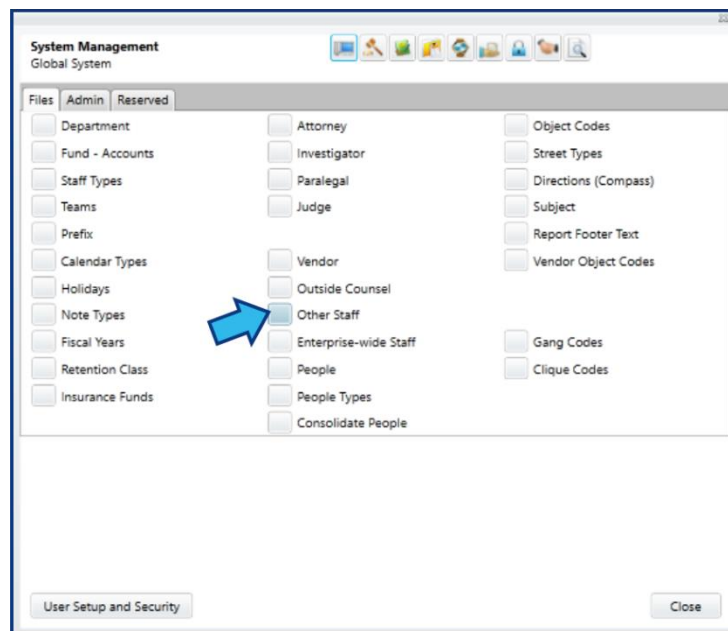 System Management
Global System
Files Admin Reserved
Department
Fund - Accounts
Staff Types
Teams
Prefix
Calendar Types
Holidays
Note Types
Fiscal Years
Retention Class
Insurance Funds
Attorney
Investigator
Paralegal
Judge
Vendor
Outside Counsel
Other Staff
Enterprise-wide Staff
People
People Types
Consolidate People
Object Codes
Street Types
Directions (Compass)
Subject
Report Footer Text
Vendor Object Codes
Gang Codes
Clique Codes
User Setup and Security
Close